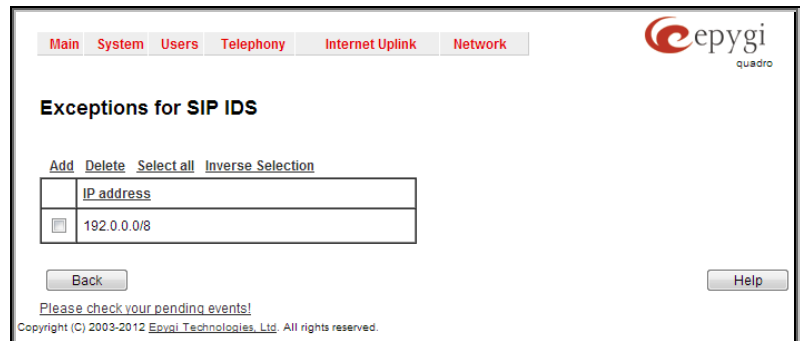 Main System Users Telephony Internet Uplink Network
epygi
quadro
Exceptions for SIP IDS
Add Delete Select all Inverse Selection
IP address
192.0.0.0/8
Back Help
Please check your pending events!
Copyright (C) 2003-2012 Epygi Technologies, Ltd. All rights reserved.